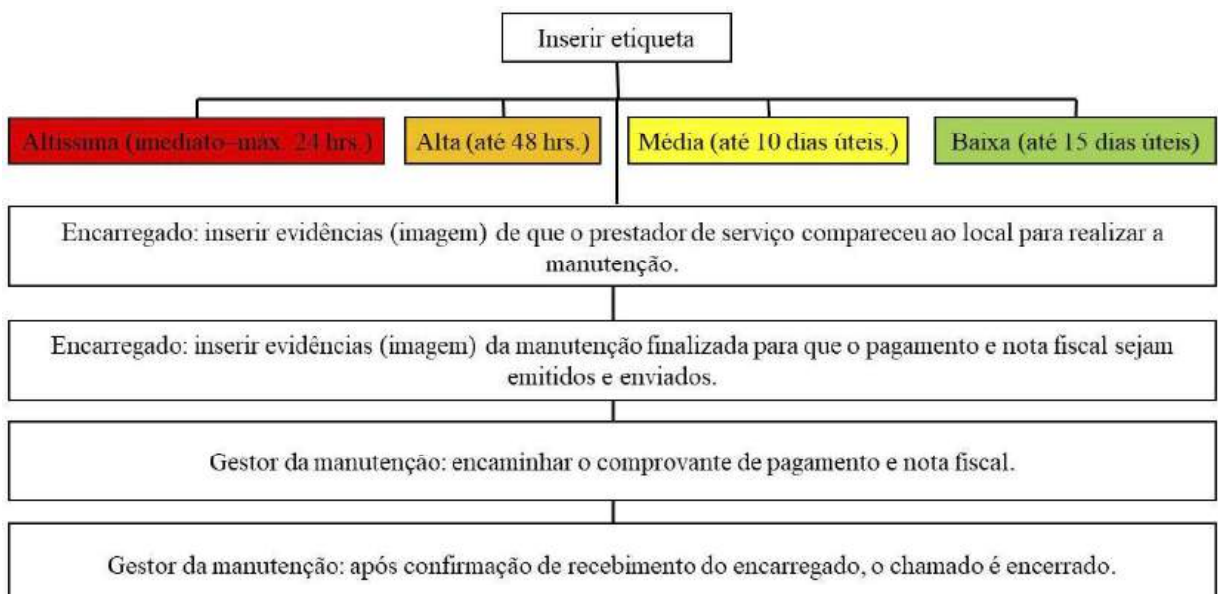 Inserir etiqueta
Altíssima (imediato–máx. 24 hrs.)
Alta (até 48 hrs.)
Média (até 10 dias úteis.)
Baixa (até 15 dias úteis)
Encarregado: inserir evidências (imagem) de que o prestador de serviço compareceu ao local para realizar a
manutenção.
Encarregado: inserir evidências (imagem) da manutenção finalizada para que o pagamento e nota fiscal sejam
emitidos e enviados.
Gestor da manutenção: encaminhar o comprovante de pagamento e nota fiscal.
Gestor da manutenção: após confirmação de recebimento do encarregado, o chamado é encerrado.